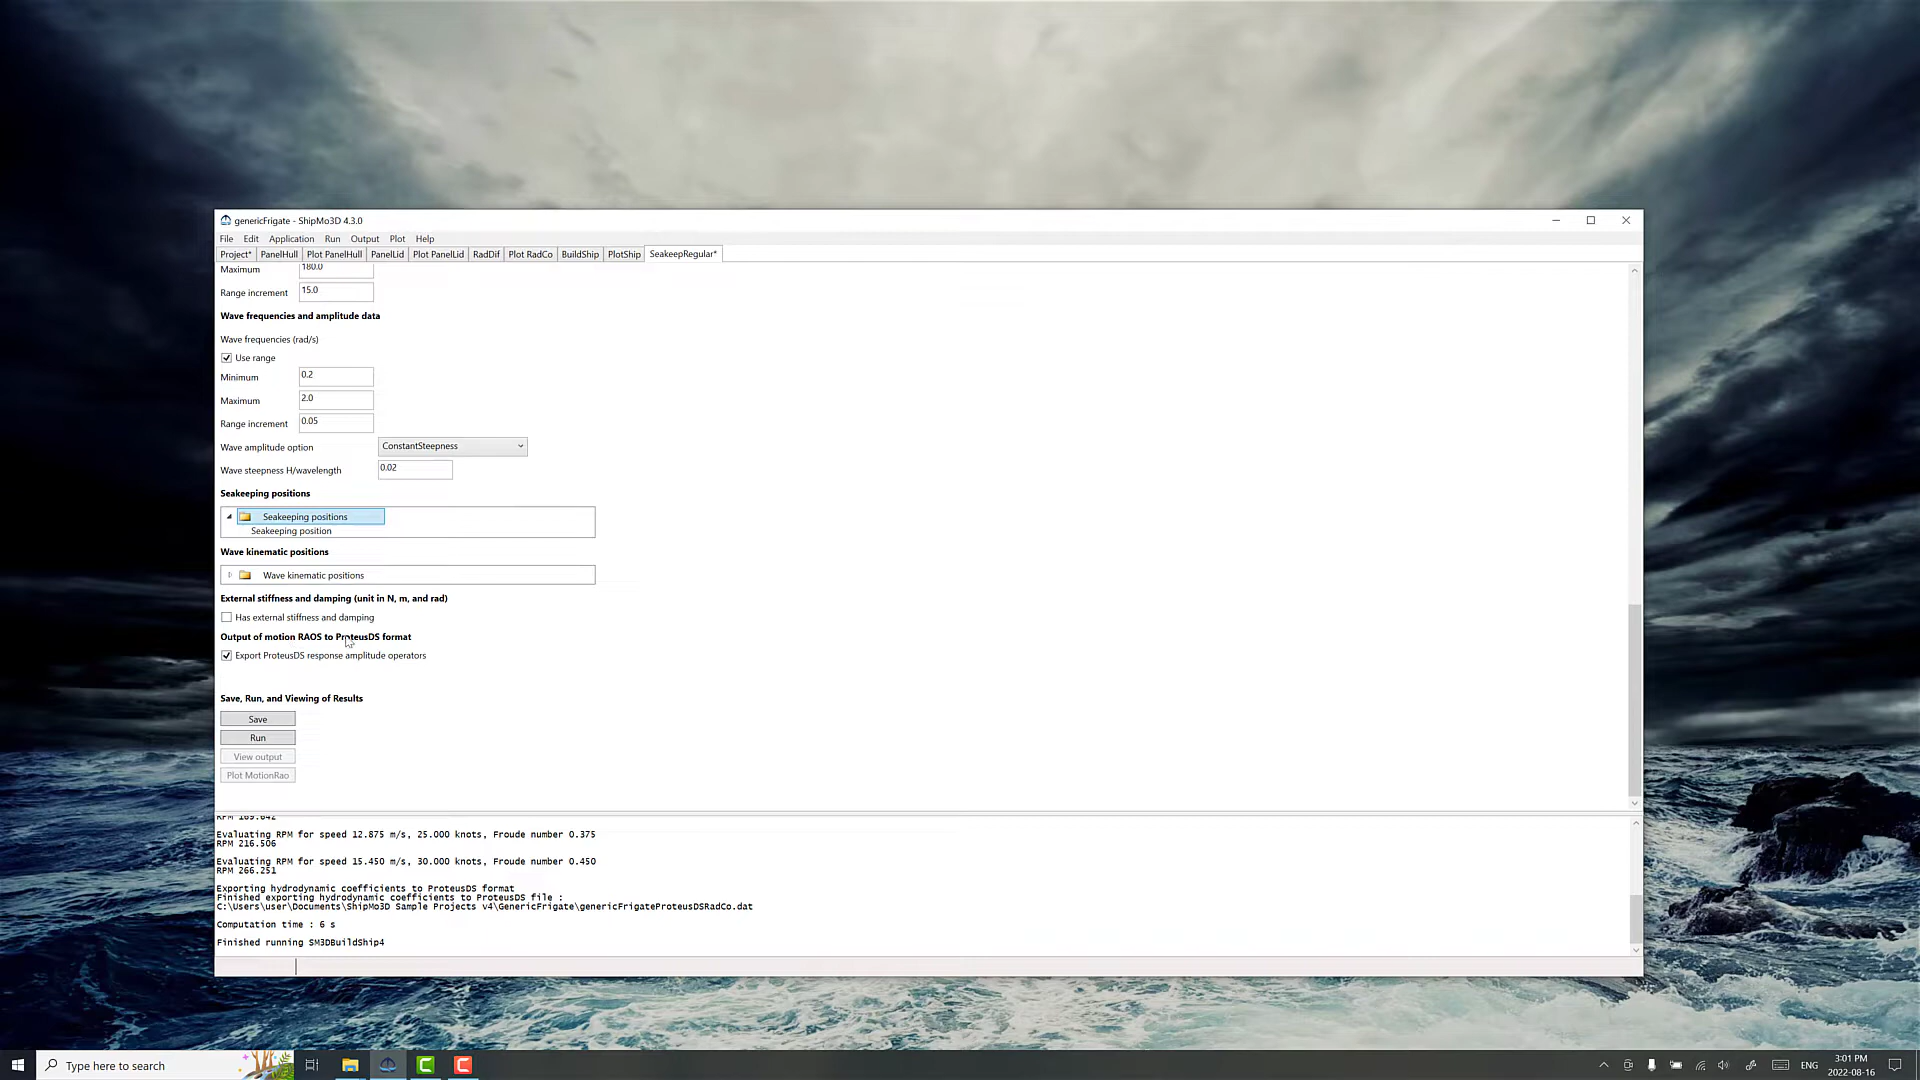 genericFrigate - ShipMo3D 4.3.0
File Edit Application Run Output Plot Help
Project* PanelHull Plot PanelHull PanelLid Plot PanelLid RadDif Plot RadCo BuildShip PlotShip SeakeepRegular*
Maximum 180.0
Range increment 15.0
Wave frequencies and amplitude data
Wave frequencies (rad/s)
Use range
Minimum 0.2
Maximum 2.0
Range increment 0.05
Wave amplitude option ConstantSteepness
Wave steepness H/wavelength 0.02
Seakeeping positions
Seakeeping positions
Seakeeping position
Wave kinematic positions
Wave kinematic positions
External stiffness and damping (unit in N, m, and rad)
Has external stiffness and damping
Output of motion RAOS to ProteusDS format
Export ProteusDS response amplitude operators
Save, Run, and Viewing of Results
Save
Run
View output
Plot MotionRao
RPM 189.642
Evaluating RPM for speed 12.875 m/s, 25.000 knots, Froude number 0.375
RPM 216.506
Evaluating RPM for speed 15.450 m/s, 30.000 knots, Froude number 0.450
RPM 266.251
Exporting hydrodynamic coefficients to ProteusDS format
Finished exporting hydrodynamic coefficients to ProteusDS file :
C:\Users\user\Documents\ShipMo3D Sample Projects v4\GenericFrigate\genericFrigateProteusDSRadCo.dat
Computation time : 6 s
Finished running SM3DBuildShip4
Type here to search
ENG
3:01 PM
2022-08-16